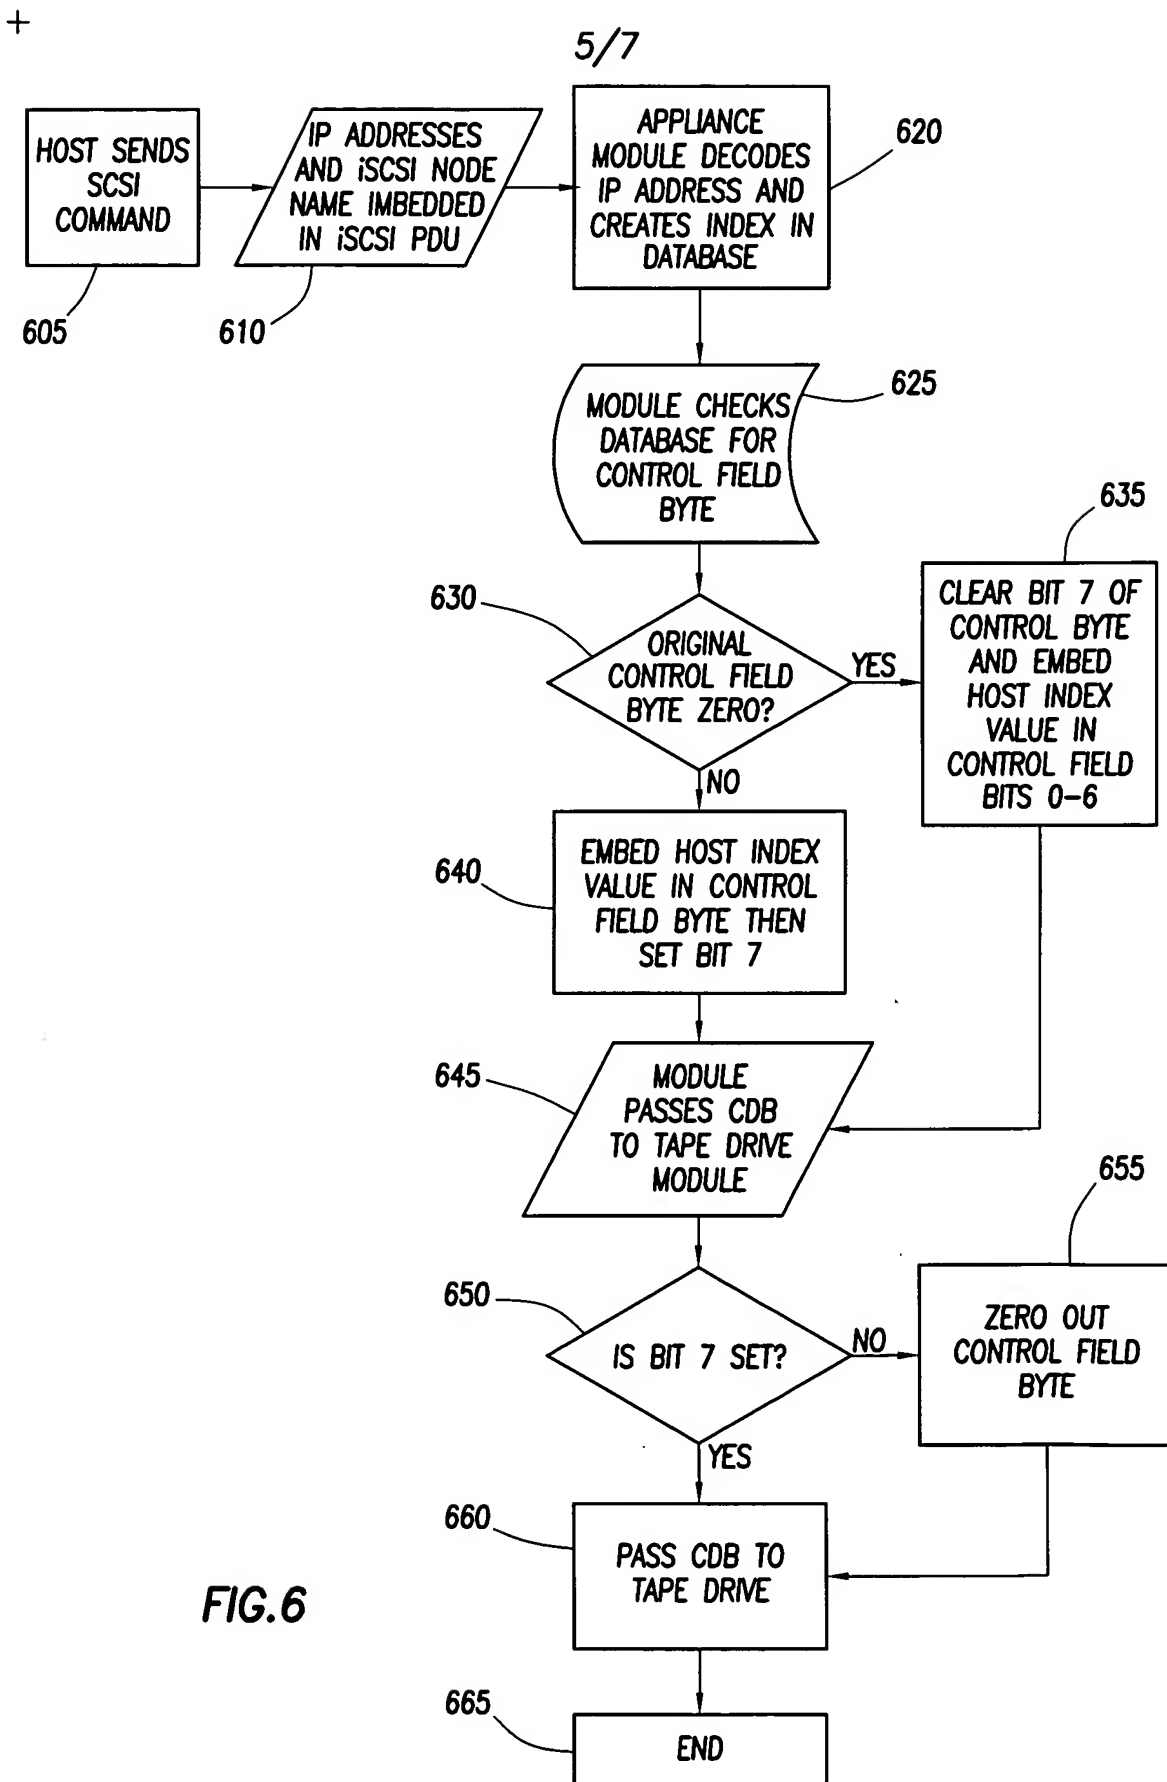 +
5/7
HOST SENDS
SCSI
COMMAND
605
IP ADDRESSES
AND iSCSI NODE
NAME IMBEDDED
IN iSCSI PDU
610
APPLIANCE
MODULE DECODES
IP ADDRESS AND
CREATES INDEX IN
DATABASE
620
MODULE CHECKS
DATABASE FOR
CONTROL FIELD
BYTE
625
630
ORIGINAL
CONTROL FIELD
BYTE ZERO?
YES
NO
635
CLEAR BIT 7 OF
CONTROL BYTE
AND EMBED
HOST INDEX
VALUE IN
CONTROL FIELD
BITS 0-6
640
EMBED HOST INDEX
VALUE IN CONTROL
FIELD BYTE THEN
SET BIT 7
645
MODULE
PASSES CDB
TO TAPE DRIVE
MODULE
650
IS BIT 7 SET?
NO
YES
655
ZERO OUT
CONTROL FIELD
BYTE
660
PASS CDB TO
TAPE DRIVE
FIG.6
665
END